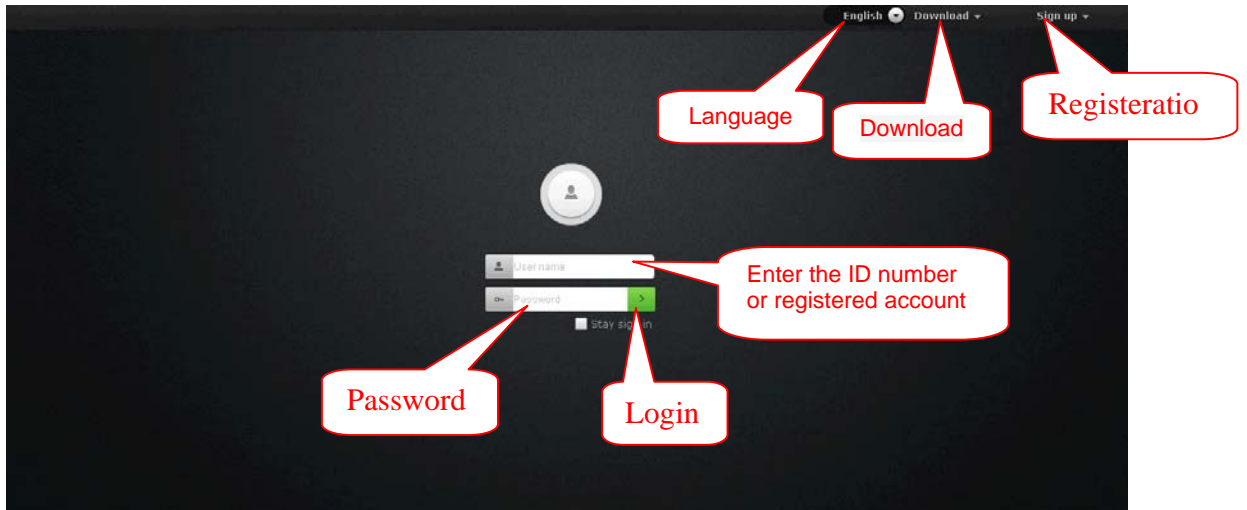 English Download Sign up
Language
Download
Registeratio
User name
Enter the ID number
or registered account
Password
Stay sign in
Password
Login